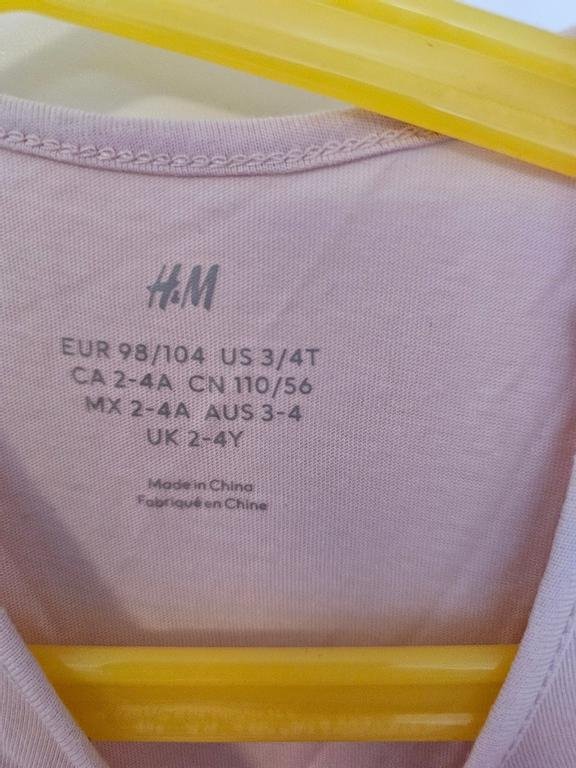 H&M
EUR 98/104 US 3/4T
CA 2-4A CN 110/56
MX 2-4A AUS 3-4
UK 2-4Y
Made in China
Fabriqué en Chine